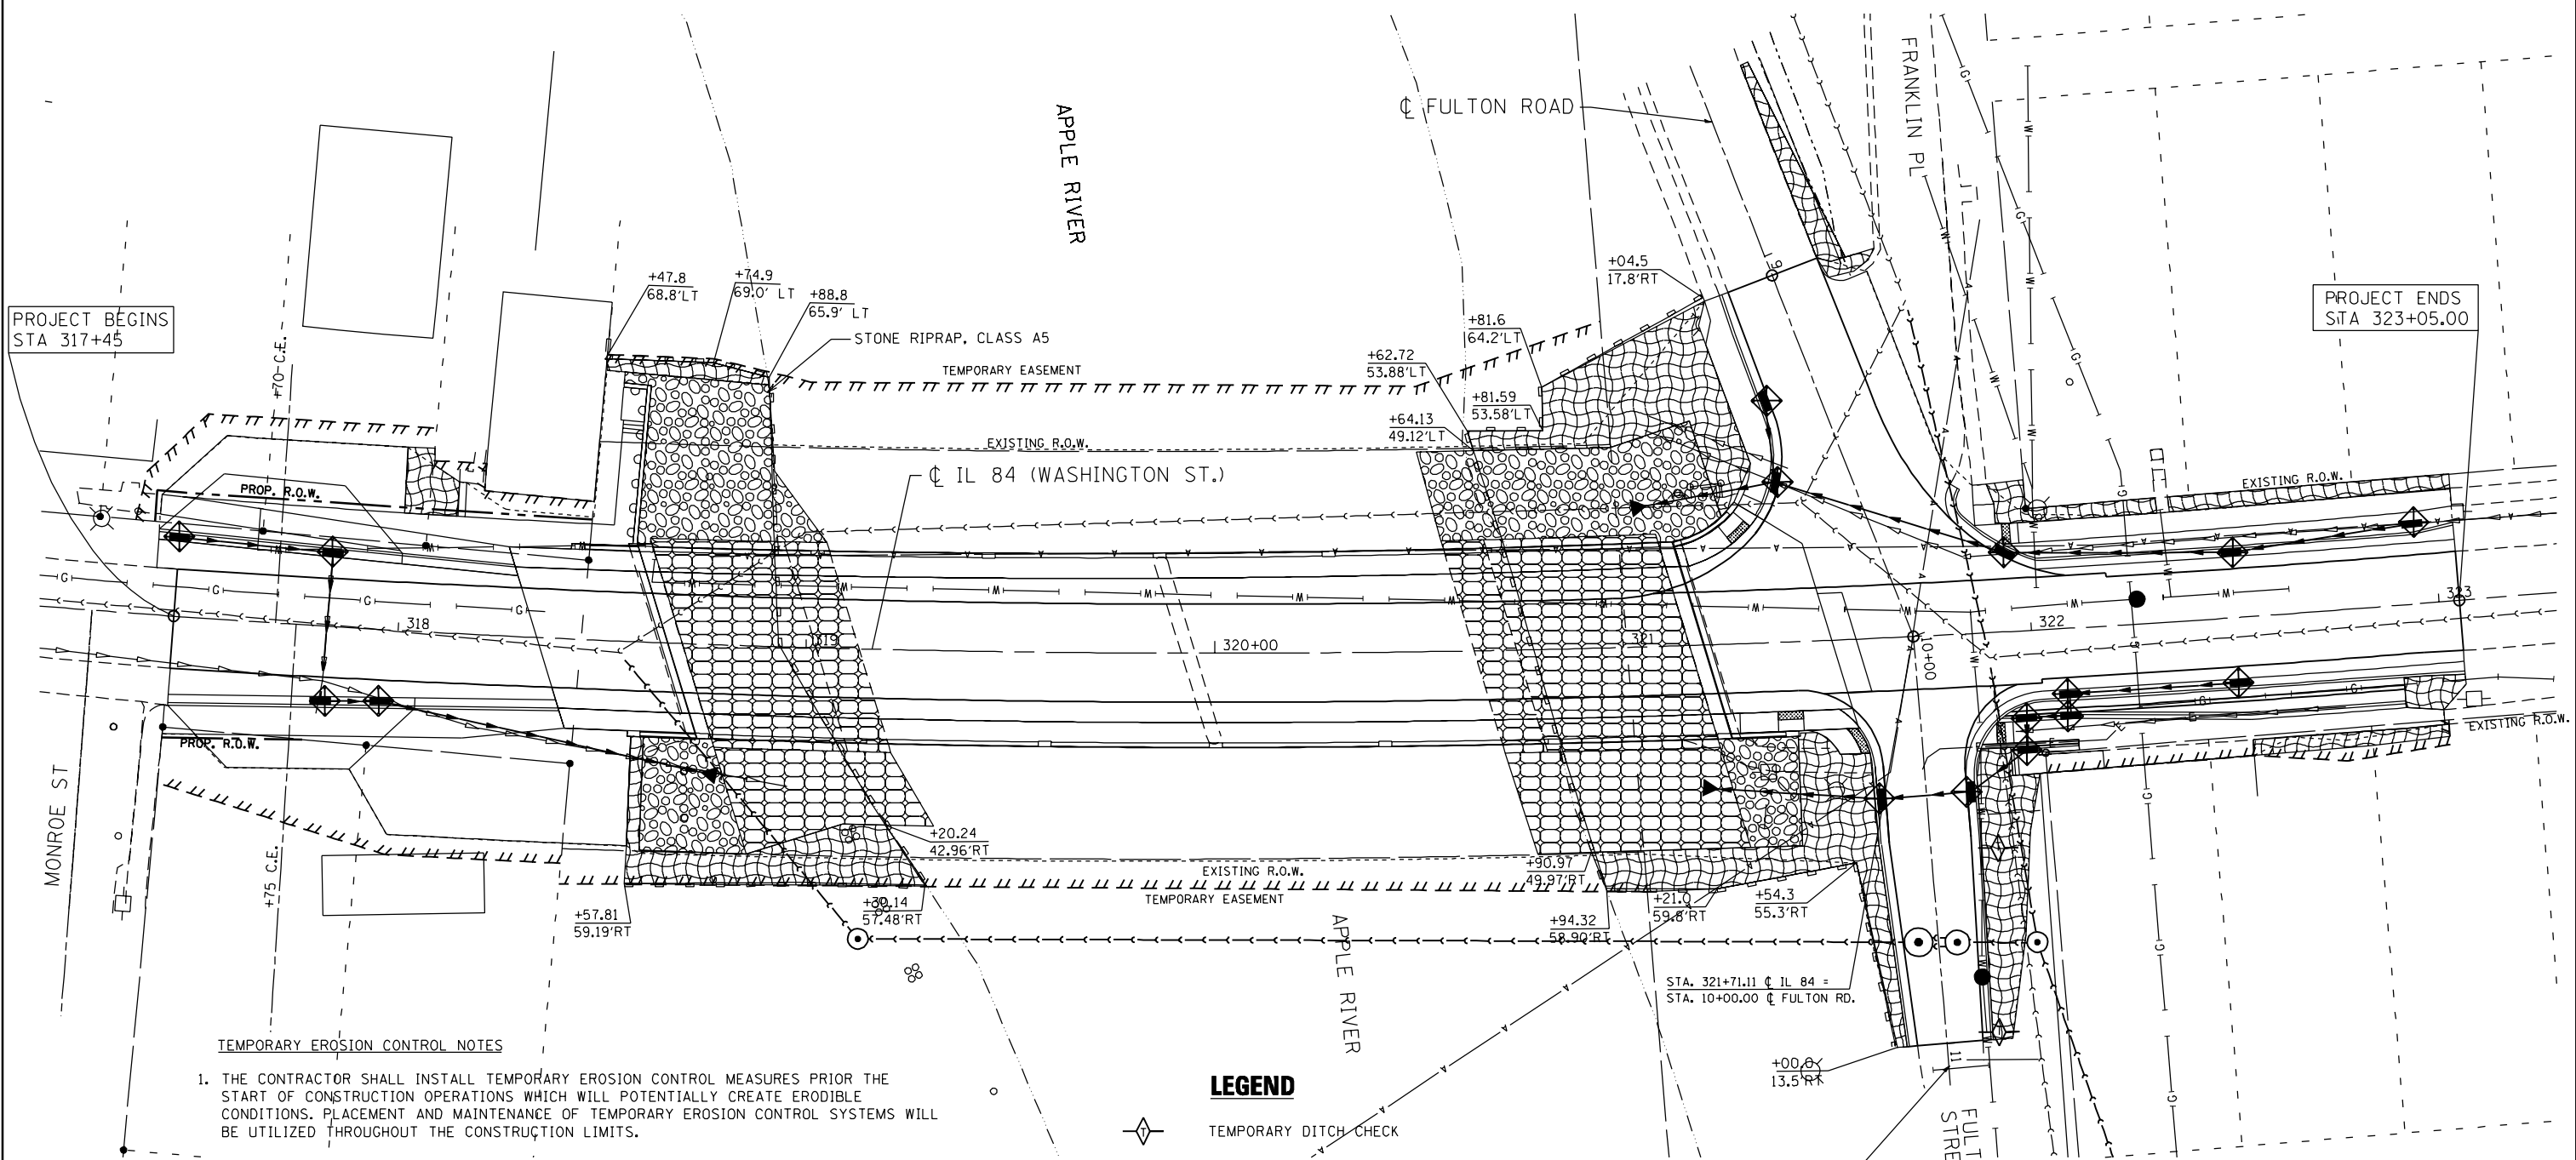 FRANKLIN PL
℄ FULTON ROAD
APPLE RIVER
9
+04.5
17.8'RT
+47.8
68.8'LT
+74.9
69.0' LT
+88.8
65.9' LT
STONE RIPRAP, CLASS A5
PROJECT BEGINS
STA 317+45
PROJECT ENDS
STA 323+05.00
+70 C.E.
+81.6
64.2'LT
+62.72
53.88'LT
TEMPORARY EASEMENT
+81.59
53.58'LT
+64.13
49.12'LT
EXISTING R.O.W.
℄ IL 84 (WASHINGTON ST.)
PROP. R.O.W.
EXISTING R.O.W.
318
319
320+00
321
322
323
10+00
PROP. R.O.W.
EXISTING R.O.W.
MONROE ST
+75 C.E.
+20.24
42.96'RT
EXISTING R.O.W.
TEMPORARY EASEMENT
+90.97
49.97'RT
+57.81
59.19'RT
+30.14
57.48'RT
+94.32
58.90'RT
+21.0
59.8'RT
+54.3
55.3'RT
APPLE RIVER
STA. 321+71.11 ℄ IL 84 =
STA. 10+00.00 ℄ FULTON RD.
+00.0
13.5'RT
11
FULT
STRE
TEMPORARY EROSION CONTROL NOTES
1. THE CONTRACTOR SHALL INSTALL TEMPORARY EROSION CONTROL MEASURES PRIOR THE
START OF CONSTRUCTION OPERATIONS WHICH WILL POTENTIALLY CREATE ERODIBLE
CONDITIONS. PLACEMENT AND MAINTENANCE OF TEMPORARY EROSION CONTROL SYSTEMS WILL
BE UTILIZED THROUGHOUT THE CONSTRUCTION LIMITS.
LEGEND
T
TEMPORARY DITCH CHECK